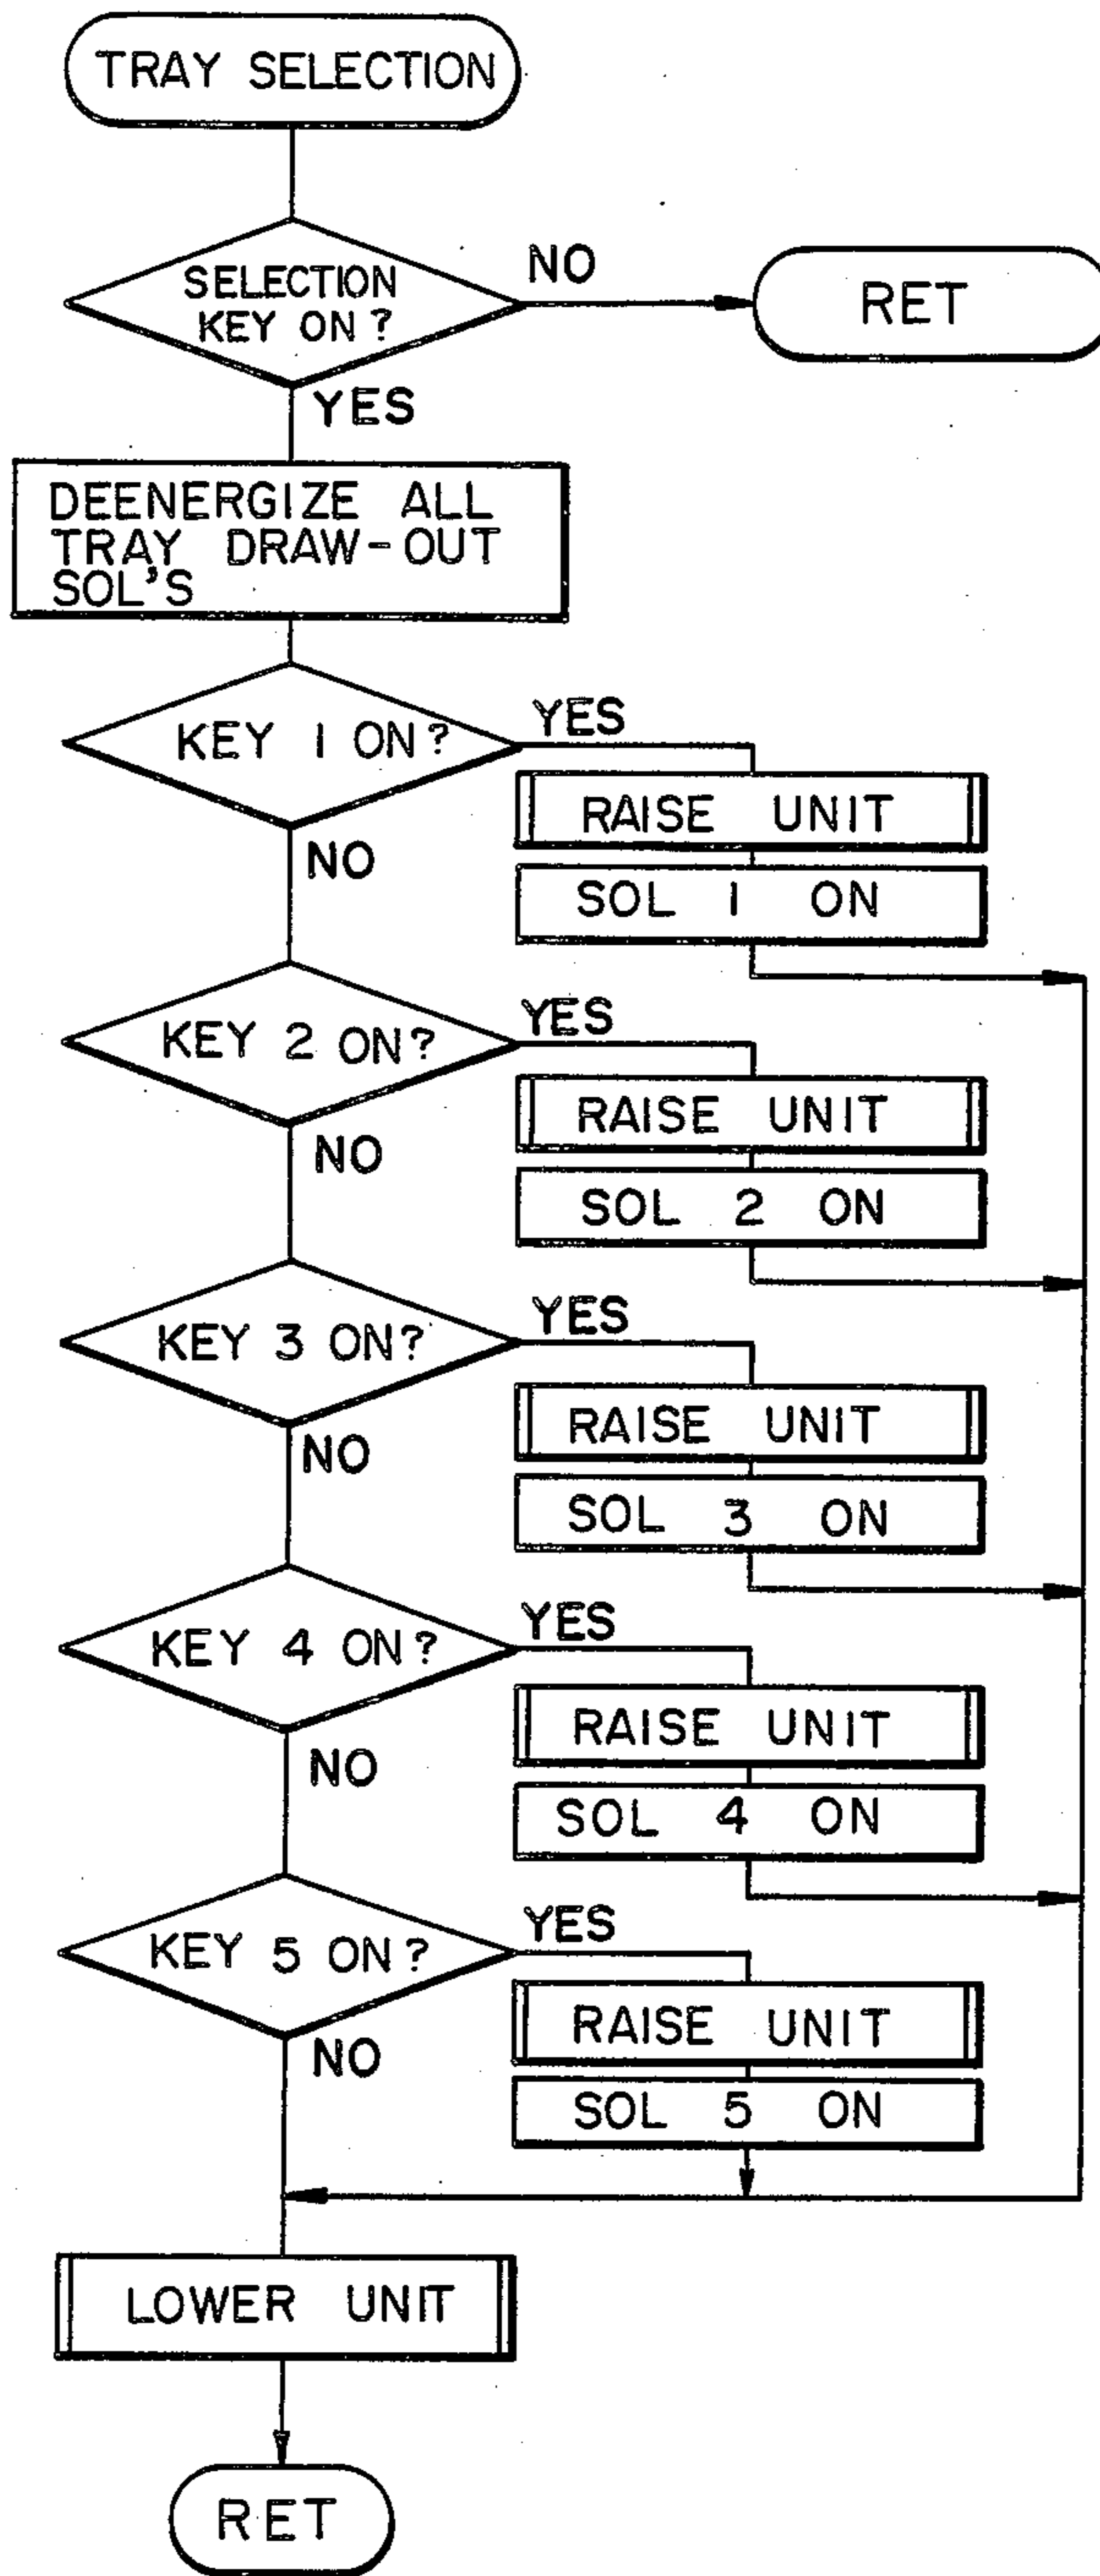 TRAY SELECTION
SELECTION
KEY ON?
NO
RET
YES
DEENERGIZE ALL
TRAY DRAW-OUT
SOL'S
KEY 1 ON?
YES
RAISE UNIT
SOL 1 ON
NO
KEY 2 ON?
YES
RAISE UNIT
SOL 2 ON
NO
KEY 3 ON?
YES
RAISE UNIT
SOL 3 ON
NO
KEY 4 ON?
YES
RAISE UNIT
SOL 4 ON
NO
KEY 5 ON?
YES
RAISE UNIT
SOL 5 ON
NO
LOWER UNIT
RET